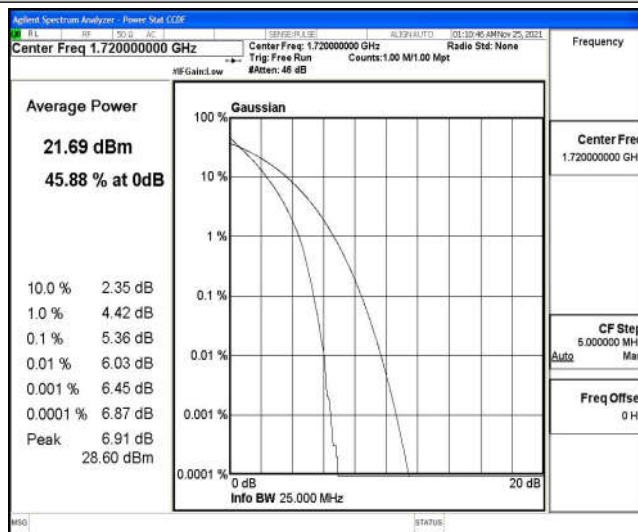 Agilent Spectrum Analyzer - Power Stat CCDF
RL RF 50 Ω AC SENSE:PULSE ALIGN AUTO 01:10:46 AM Nov 25, 2021
Center Freq 1.720000000 GHz
Center Freq: 1.720000000 GHz Radio Std: None
Trig: Free Run Counts:1.00 M/1.00 Mpt
#IFGain:Low #Atten: 46 dB
Frequency
Average Power
21.69 dBm
45.88 % at 0dB
10.0 % 2.35 dB
1.0 % 4.42 dB
0.1 % 5.36 dB
0.01 % 6.03 dB
0.001 % 6.45 dB
0.0001 % 6.87 dB
Peak 6.91 dB
28.60 dBm
Gaussian
100 %
10 %
1 %
0.1 %
0.01 %
0.001 %
0.0001 %
0 dB 20 dB
Info BW 25.000 MHz
Center Freq
1.720000000 GH
CF Step
5.000000 MH
Auto Ma
Freq Offse
0 H
MSG STATUS